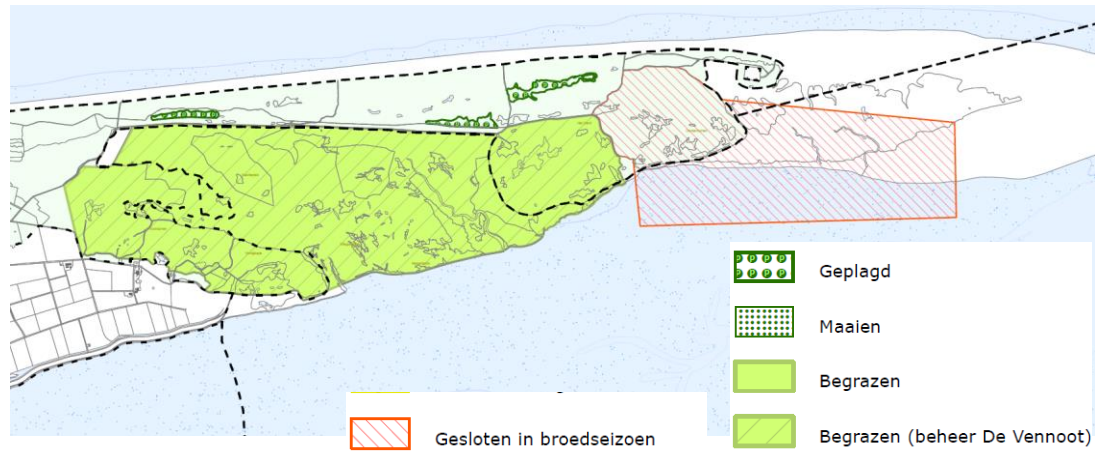 Geplagd
Maaien
Begrazen
Begrazen (beheer De Vennoot)
Gesloten in broedseizoen